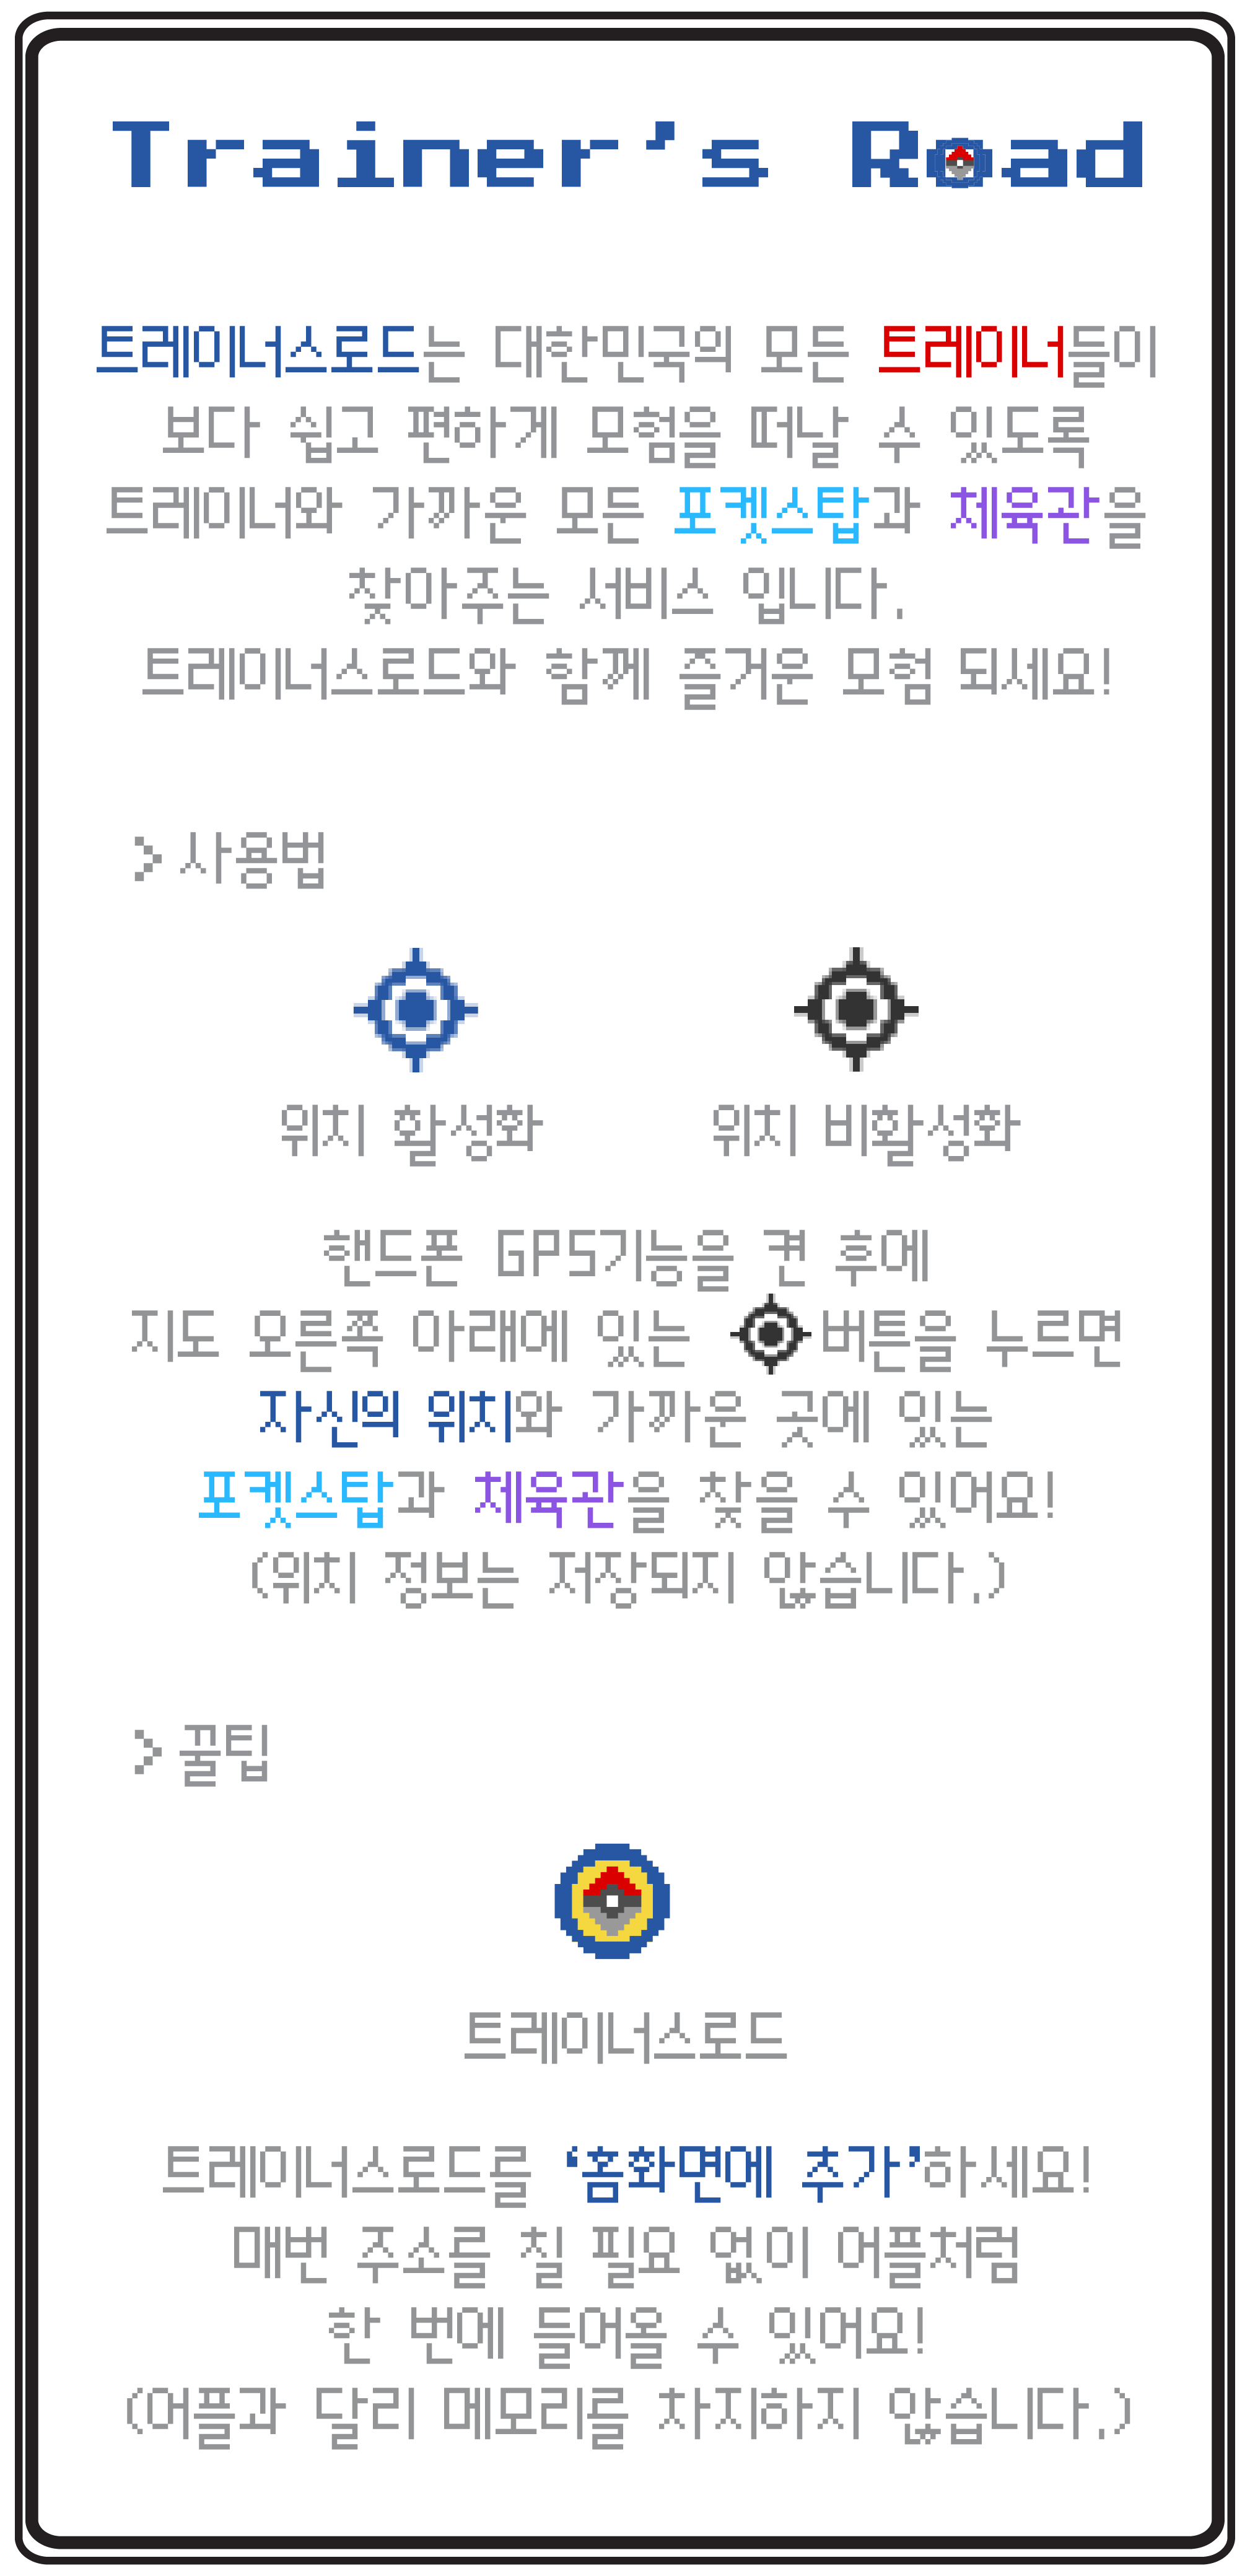 Trainer's Road
트레이너스로드는 대한민국의 모든 트레이너들이
보다 쉽고 편하게 모험을 떠날 수 있도록
트레이너와 가까운 모든 포켓스탑과 체육관을
찾아주는 서비스 입니다.
트레이너스로드와 함께 즐거운 모험 되세요!
> 사용법
위치 활성화 위치 비활성화
핸드폰 GPS기능을 켠 후에
지도 오른쪽 아래에 있는 버튼을 누르면
자신의 위치와 가까운 곳에 있는
포켓스탑과 체육관을 찾을 수 있어요!
(위치 정보는 저장되지 않습니다.)
> 꿀팁
트레이너스로드
트레이너스로드를 ‘홈화면에 추가’하세요!
매번 주소를 칠 필요 없이 어플처럼
한 번에 들어올 수 있어요!
(어플과 달리 메모리를 차지하지 않습니다.)